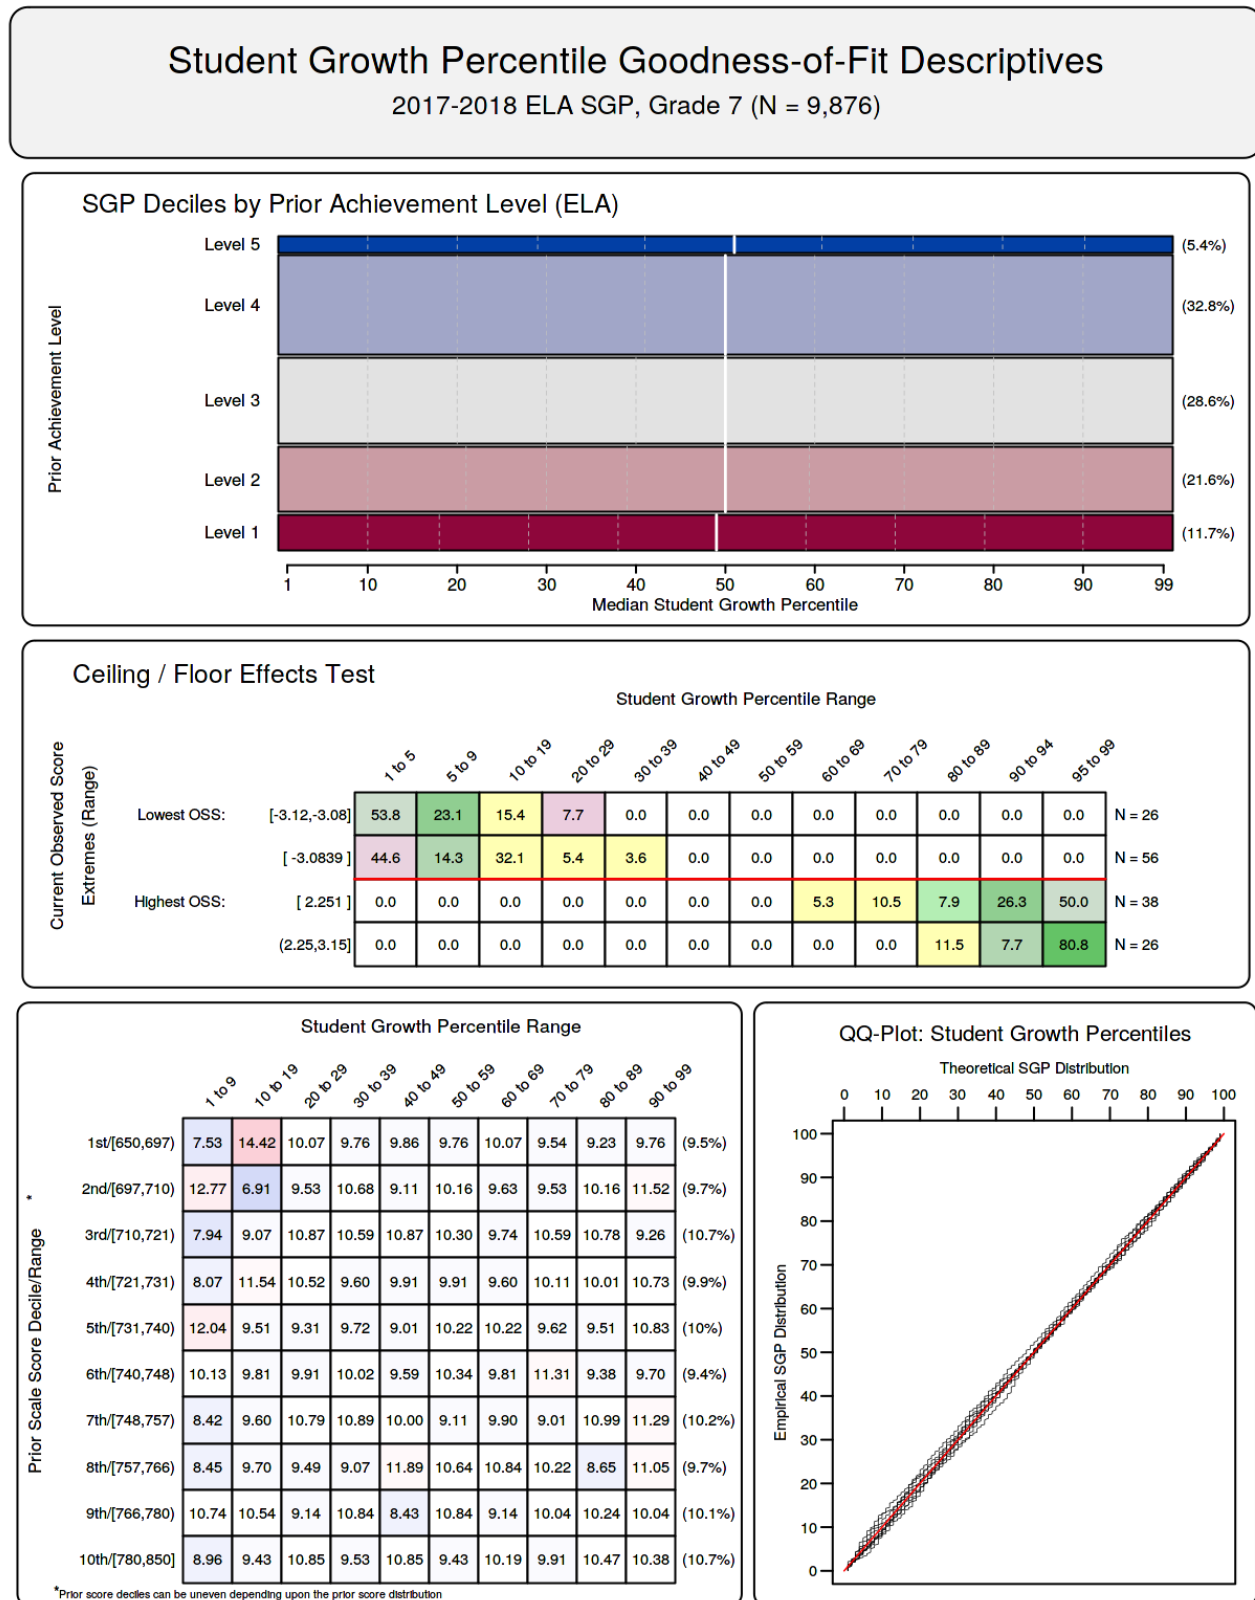 Student Growth Percentile Goodness-of-Fit Descriptives
2017-2018 ELA SGP, Grade 7 (N = 9,876)
SGP Deciles by Prior Achievement Level (ELA)
Prior Achievement Level
Level 5 (5.4%)
Level 4 (32.8%)
Level 3 (28.6%)
Level 2 (21.6%)
Level 1 (11.7%)
1 10 20 30 40 50 60 70 80 90 99
Median Student Growth Percentile
Ceiling / Floor Effects Test
Student Growth Percentile Range
Current Observed Score
Extremes (Range)
1 to 5 5 to 9 10 to 19 20 to 29 30 to 39 40 to 49 50 to 59 60 to 69 70 to 79 80 to 89 90 to 94 95 to 99
Lowest OSS: [-3.12,-3.08] 53.8 23.1 15.4 7.7 0.0 0.0 0.0 0.0 0.0 0.0 0.0 0.0 N = 26
[ -3.0839 ] 44.6 14.3 32.1 5.4 3.6 0.0 0.0 0.0 0.0 0.0 0.0 0.0 N = 56
Highest OSS: [ 2.251 ] 0.0 0.0 0.0 0.0 0.0 0.0 0.0 5.3 10.5 7.9 26.3 50.0 N = 38
(2.25,3.15] 0.0 0.0 0.0 0.0 0.0 0.0 0.0 0.0 0.0 11.5 7.7 80.8 N = 26
Student Growth Percentile Range
Prior Scale Score Decile/Range *
1 to 9 10 to 19 20 to 29 30 to 39 40 to 49 50 to 59 60 to 69 70 to 79 80 to 89 90 to 99
1st/[650,697) 7.53 14.42 10.07 9.76 9.86 9.76 10.07 9.54 9.23 9.76 (9.5%)
2nd/[697,710) 12.77 6.91 9.53 10.68 9.11 10.16 9.63 9.53 10.16 11.52 (9.7%)
3rd/[710,721) 7.94 9.07 10.87 10.59 10.87 10.30 9.74 10.59 10.78 9.26 (10.7%)
4th/[721,731) 8.07 11.54 10.52 9.60 9.91 9.91 9.60 10.11 10.01 10.73 (9.9%)
5th/[731,740) 12.04 9.51 9.31 9.72 9.01 10.22 10.22 9.62 9.51 10.83 (10%)
6th/[740,748) 10.13 9.81 9.91 10.02 9.59 10.34 9.81 11.31 9.38 9.70 (9.4%)
7th/[748,757) 8.42 9.60 10.79 10.89 10.00 9.11 9.90 9.01 10.99 11.29 (10.2%)
8th/[757,766) 8.45 9.70 9.49 9.07 11.89 10.64 10.84 10.22 8.65 11.05 (9.7%)
9th/[766,780) 10.74 10.54 9.14 10.84 8.43 10.84 9.14 10.04 10.24 10.04 (10.1%)
10th/[780,850] 8.96 9.43 10.85 9.53 10.85 9.43 10.19 9.91 10.47 10.38 (10.7%)
*Prior score deciles can be uneven depending upon the prior score distribution
QQ-Plot: Student Growth Percentiles
Theoretical SGP Distribution
0 10 20 30 40 50 60 70 80 90 100
Empirical SGP Distribution
100
90
80
70
60
50
40
30
20
10
0